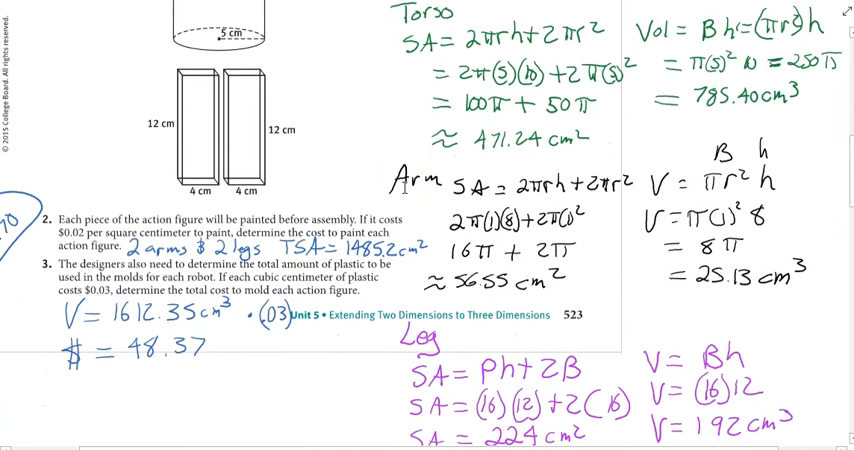 Torso
SA = 2πrh + 2πr²
= 2π(5)(10) + 2π(5)²
= 100π + 50π
≈ 471.24 cm²
Vol = Bh = (πr²)h
= π(5)² 10 = 250π
= 785.40 cm³
5 cm
© 2015 College Board. All rights reserved.
12 cm
12 cm
4 cm 4 cm
Arm SA = 2πrh + 2πr²
2π(1)(8) + 2π(1)²
16π + 2π
≈ 56.55 cm²
B h
V = πr² h
V = π(1)² 8
= 8π
= 25.13 cm³
2. Each piece of the action figure will be painted before assembly. If it costs
$0.02 per square centimeter to paint, determine the cost to paint each
action figure. 2 arms & 2 legs TSA = 1485.2 cm²
3. The designers also need to determine the total amount of plastic to be
used in the molds for each robot. If each cubic centimeter of plastic
costs $0.03, determine the total cost to mold each action figure.
V = 1612.35 cm³ · (.03)
$ = 48.37
Unit 5 • Extending Two Dimensions to Three Dimensions 523
Leg
SA = Ph + 2B
SA = (16)(12) + 2(16)
SA = 224 cm²
V = Bh
V = (16)12
V = 192 cm³